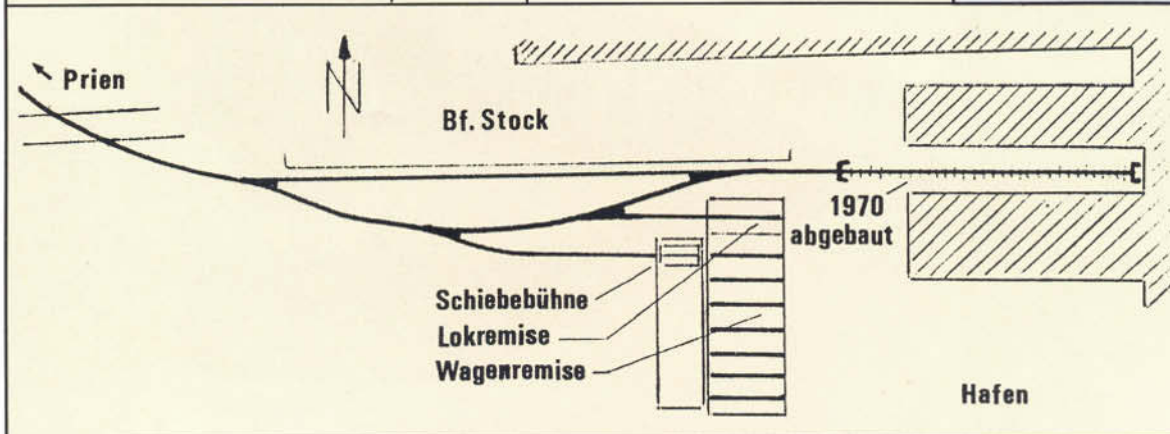 Prien
N
Bf. Stock
1970
abgebaut
Schiebebühne
Lokremise
Wagenremise
Hafen